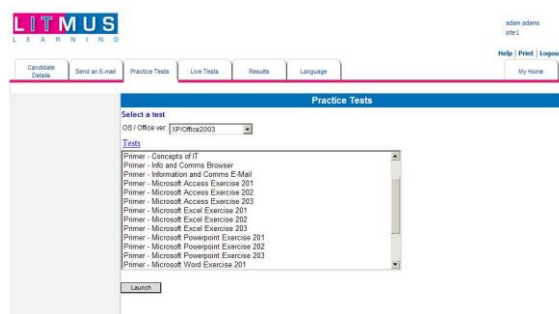 LITMUS
LEARNING
adam adams
site1
Help | Print | Logou
Candidate Details
Send an E-mail
Practice Tests
Live Tests
Results
Language
My Home
Practice Tests
Select a test
OS / Office ver: XP/Office2003
Tests
Primer - Concepts of IT
Primer - Info and Comms Browser
Primer - Information and Comms E-Mail
Primer - Microsoft Access Exercise 201
Primer - Microsoft Access Exercise 202
Primer - Microsoft Access Exercise 203
Primer - Microsoft Excel Exercise 201
Primer - Microsoft Excel Exercise 202
Primer - Microsoft Excel Exercise 203
Primer - Microsoft Powerpoint Exercise 201
Primer - Microsoft Powerpoint Exercise 202
Primer - Microsoft Powerpoint Exercise 203
Primer - Microsoft Word Exercise 201
Launch